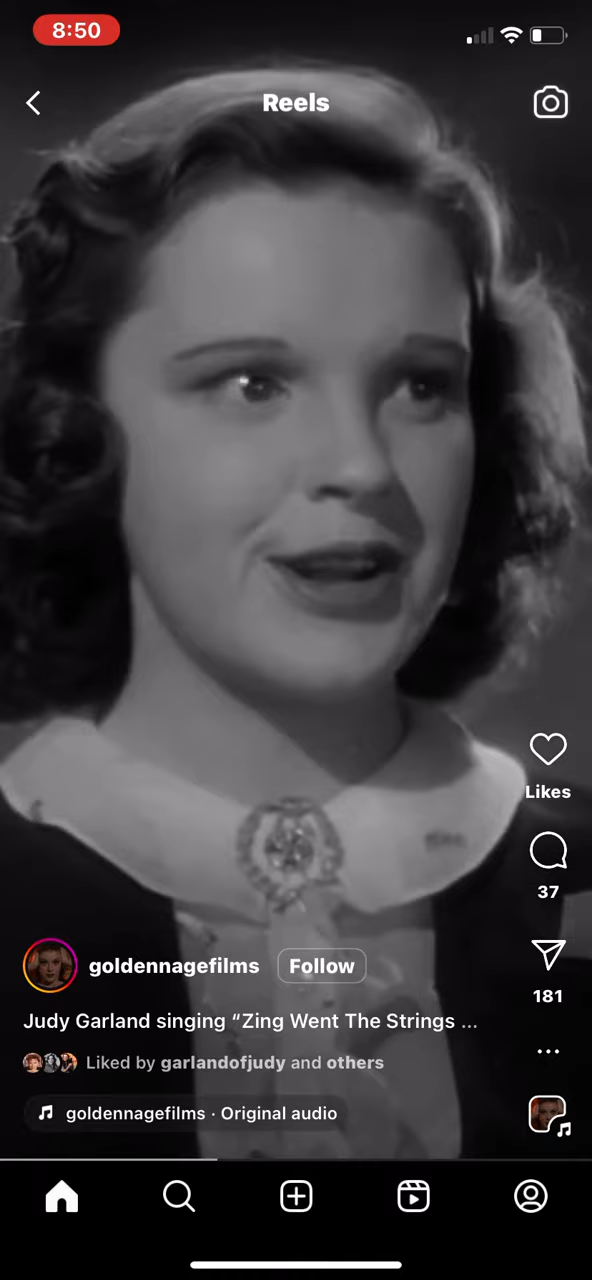 8:50
Reels
Likes
37
goldennagefilms Follow
181
Judy Garland singing “Zing Went The Strings ...
Liked by garlandofjudy and others
goldennagefilms · Original audio